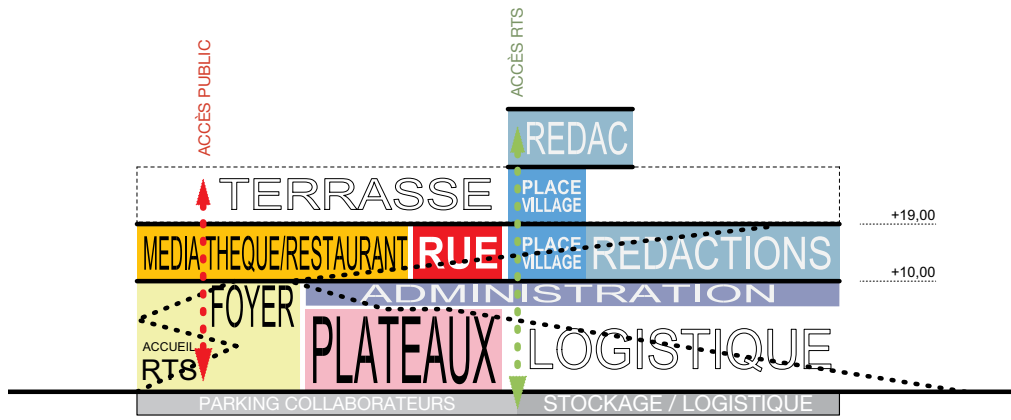 ACCÈS PUBLIC
ACCÈS RTS
REDAC
TERRASSE
PLACE
VILLAGE
+19,00
MEDIATHEQUE/RESTAURANT
RUE
PLACE
VILLAGE
REDACTIONS
+10,00
FOYER
ADMINISTRATION
ACCUEIL
RTS
PLATEAUX
LOGISTIQUE
PARKING COLLABORATEURS
STOCKAGE / LOGISTIQUE